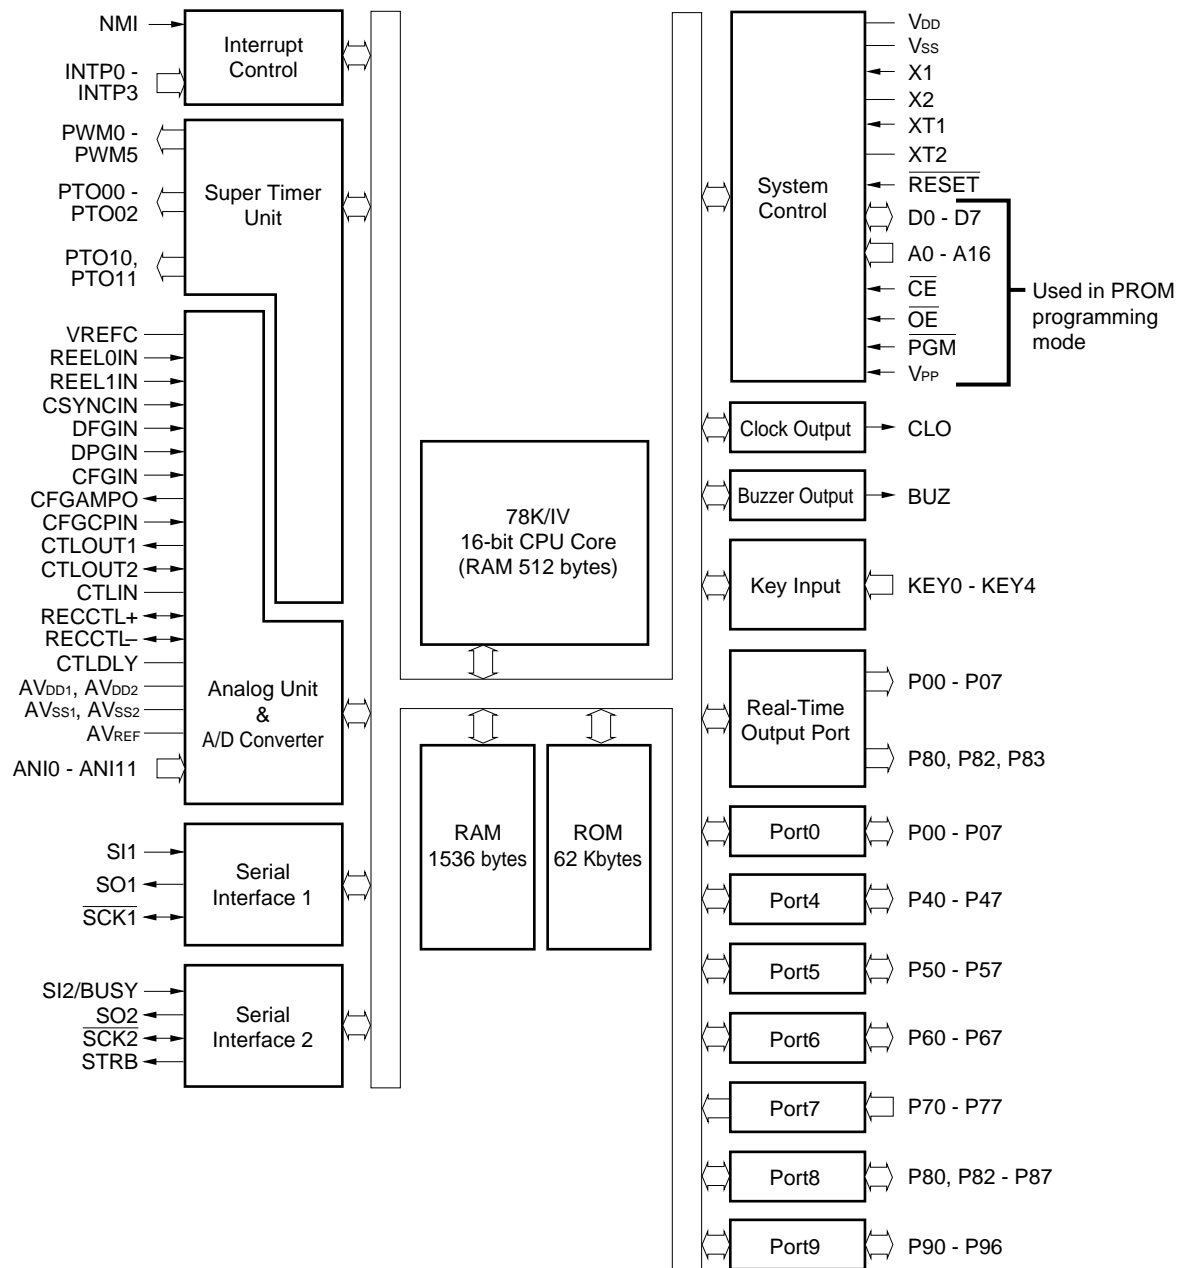 NMI
INTP0 -
INTP3
Interrupt
Control
PWM0 -
PWM5
PTO00 -
PTO02
PTO10,
PTO11
Super Timer
Unit
VREFC
REEL0IN
REEL1IN
CSYNCIN
DFGIN
DPGIN
CFGIN
CFGAMPO
CFGCPIN
CTLOUT1
CTLOUT2
CTLIN
RECCTL+
RECCTL–
CTLDLY
AVDD1, AVDD2
AVSS1, AVSS2
AVREF
ANI0 - ANI11
Analog Unit
&
A/D Converter
SI1
SO1
SCK1
Serial
Interface 1
SI2/BUSY
SO2
SCK2
STRB
Serial
Interface 2
78K/IV
16-bit CPU Core
(RAM 512 bytes)
RAM
1536 bytes
ROM
62 Kbytes
System
Control
VDD
VSS
X1
X2
XT1
XT2
RESET
D0 - D7
A0 - A16
CE
OE
PGM
VPP
Used in PROM
programming
mode
Clock Output
CLO
Buzzer Output
BUZ
Key Input
KEY0 - KEY4
Real-Time
Output Port
P00 - P07
P80, P82, P83
Port0
P00 - P07
Port4
P40 - P47
Port5
P50 - P57
Port6
P60 - P67
Port7
P70 - P77
Port8
P80, P82 - P87
Port9
P90 - P96